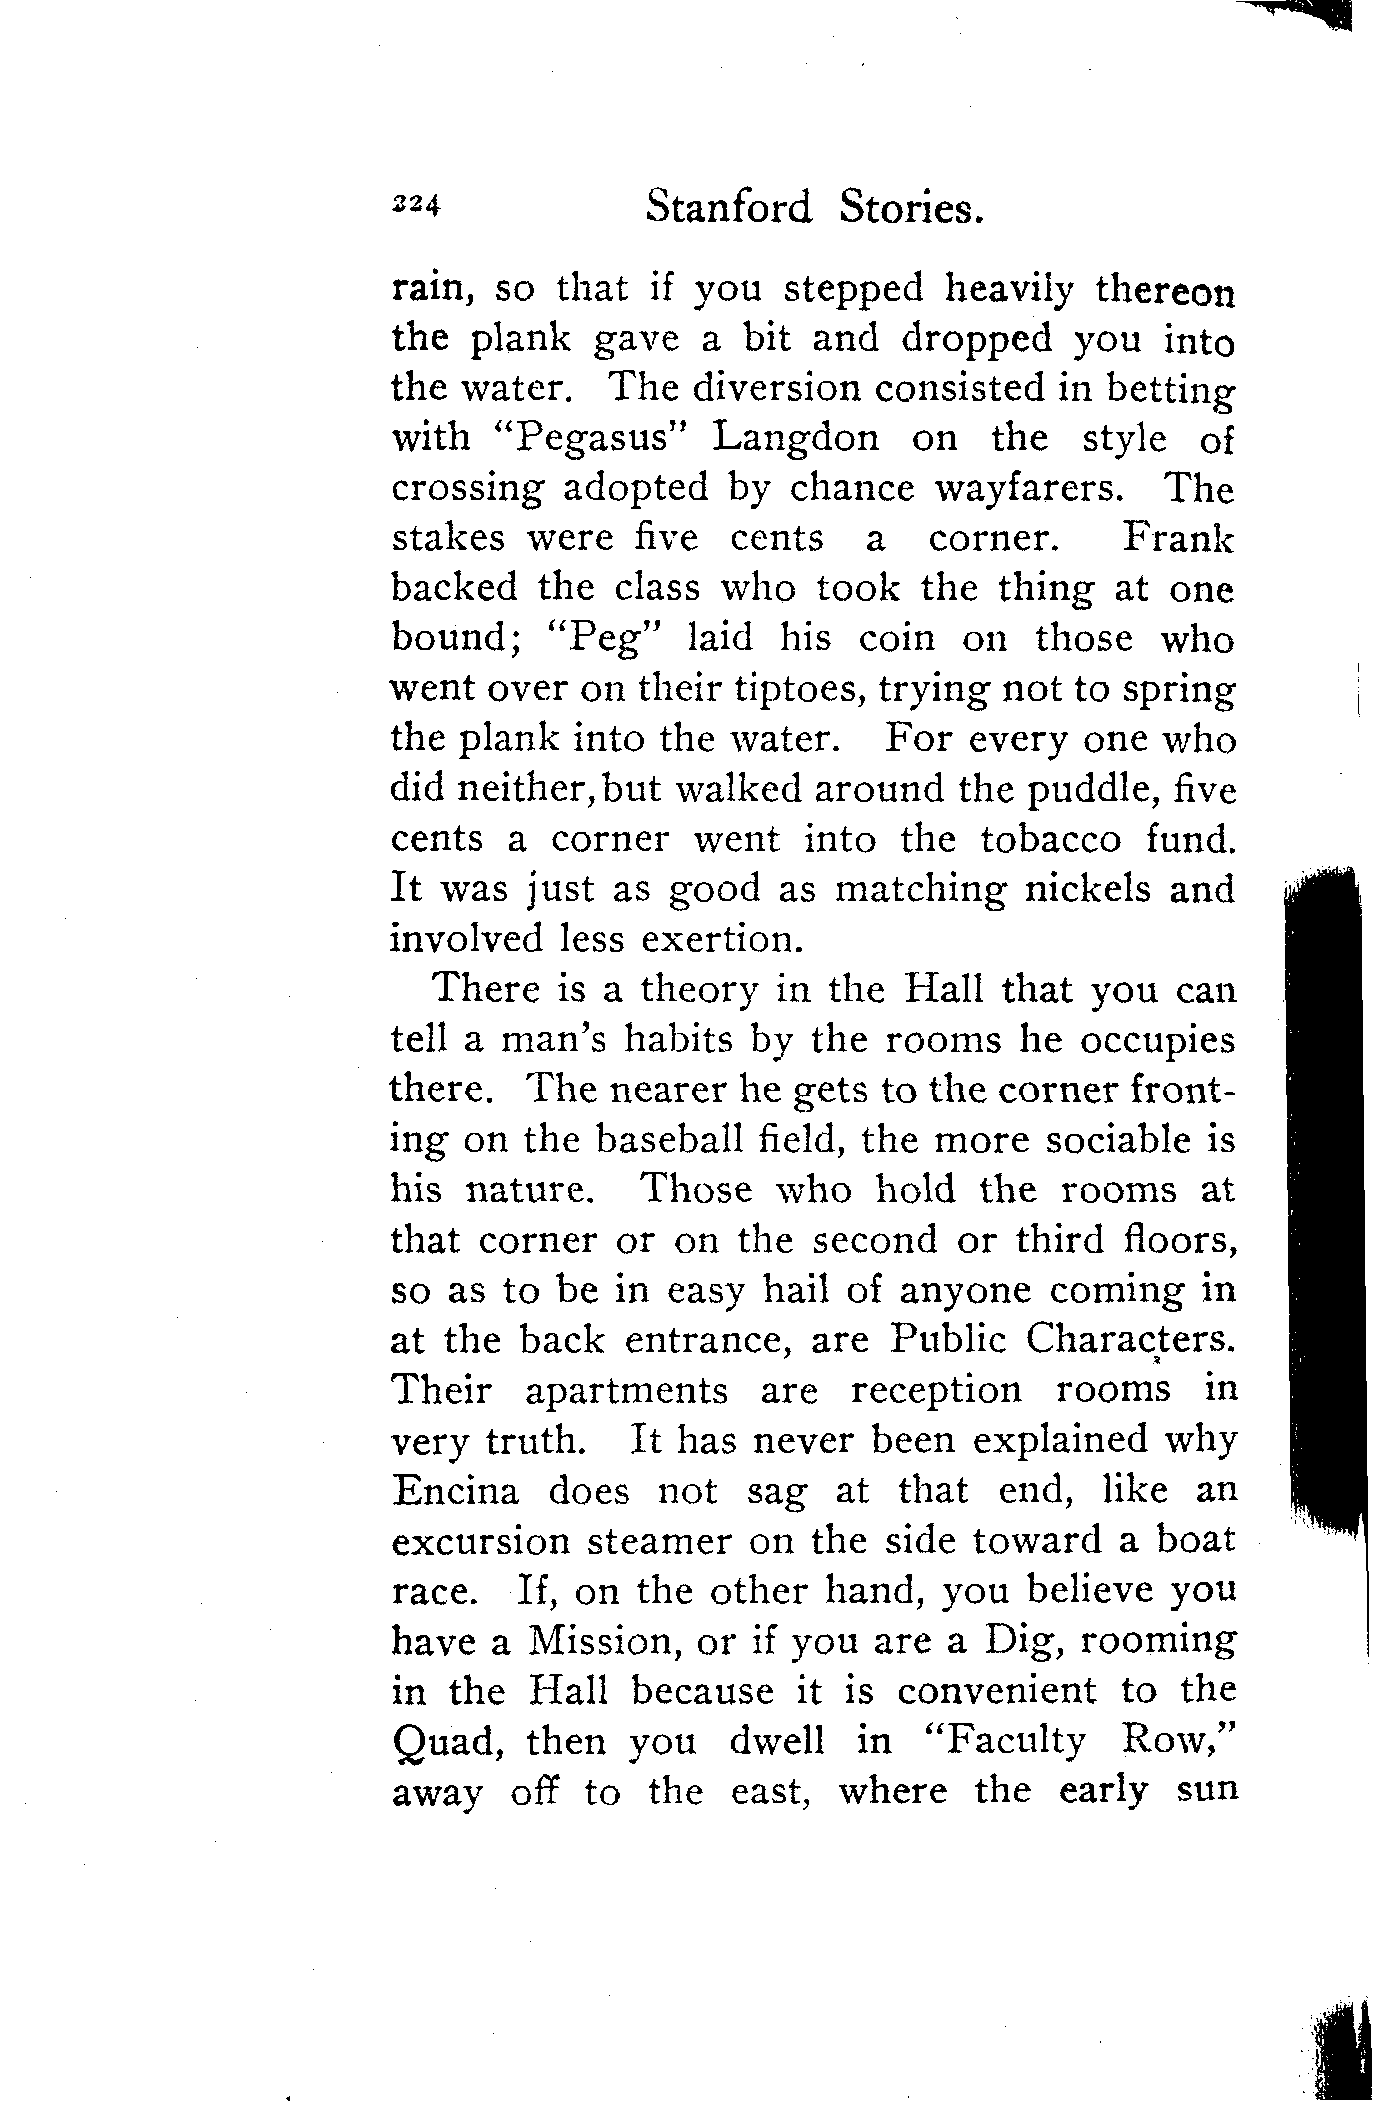 224 Stanford Stories.
rain, so that if you stepped heavily thereon
the plank gave a bit and dropped you into
the water. The diversion consisted in betting
with “Pegasus” Langdon on the style of
crossing adopted by chance wayfarers. The
stakes were five cents a corner. Frank
backed the class who took the thing at one
bound; “Peg” laid his coin on those who
went over on their tiptoes, trying not to spring
the plank into the water. For every one who
did neither, but walked around the puddle, five
cents a corner went into the tobacco fund.
It was just as good as matching nickels and
involved less exertion.
There is a theory in the Hall that you can
tell a man’s habits by the rooms he occupies
there. The nearer he gets to the corner front-
ing on the baseball field, the more sociable is
his nature. Those who hold the rooms at
that corner or on the second or third floors,
so as to be in easy hail of anyone coming in
at the back entrance, are Public Characters.
Their apartments are reception rooms in
very truth. It has never been explained why
Encina does not sag at that end, like an
excursion steamer on the side toward a boat
race. If, on the other hand, you believe you
have a Mission, or if you are a Dig, rooming
in the Hall because it is convenient to the
Quad, then you dwell in “Faculty Row,”
away off to the east, where the early sun